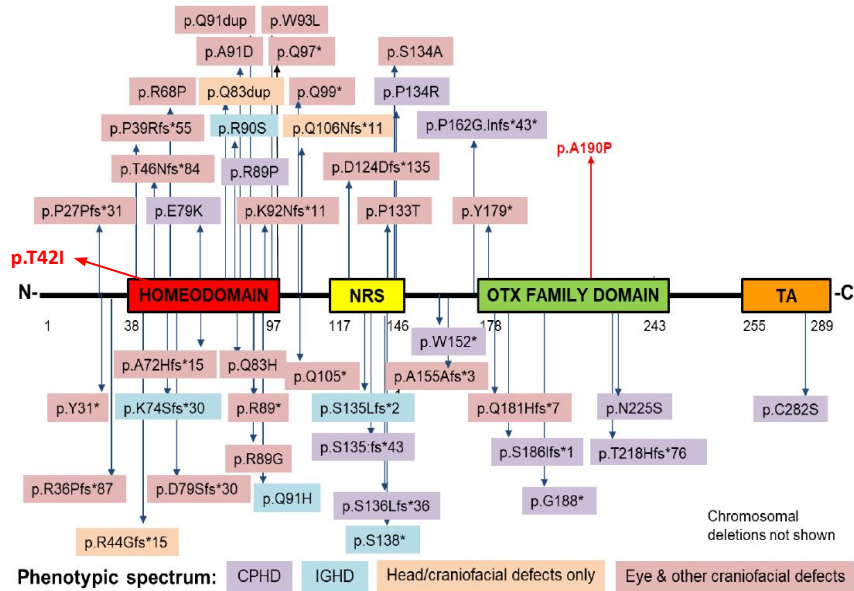 p.Q91dup
p.W93L
p.A91D
p.Q97*
p.S134A
p.R68P
p.Q83dup
p.Q99*
p.P134R
p.P39Rfs*55
p.R90S
p.Q106Nfs*11
p.P162G.Infs*43*
p.A190P
p.T46Nfs*84
p.R89P
p.D124Dfs*135
p.P27Pfs*31
p.E79K
p.K92Nfs*11
p.P133T
p.Y179*
p.T42I
N-
HOMEODOMAIN
NRS
OTX FAMILY DOMAIN
TA
-C
1
38
97
117
146
178
243
255
289
p.W152*
p.A72Hfs*15
p.Q83H
p.Q105*
p.A155Afs*3
p.Y31*
p.K74Sfs*30
p.R89*
p.S135Lfs*2
p.Q181Hfs*7
p.N225S
p.C282S
p.R89G
p.S135:fs*43
p.S186Ifs*1
p.T218Hfs*76
p.R36Pfs*87
p.D79Sfs*30
p.Q91H
p.S136Lfs*36
p.G188*
p.R44Gfs*15
p.S138*
Chromosomal
deletions not shown
Phenotypic spectrum:
CPHD
IGHD
Head/craniofacial defects only
Eye & other craniofacial defects